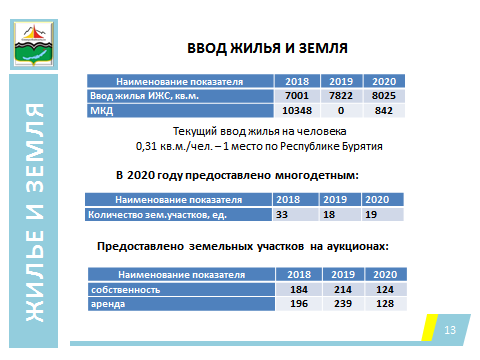 ЖИЛЬЕ И ЗЕМЛЯ
ВВОД ЖИЛЬЯ И ЗЕМЛЯ
Наименование показателя 2018 2019 2020
Ввод жилья ИЖС, кв.м. 7001 7822 8025
МКД 10348 0 842
Текущий ввод жилья на человека
0,31 кв.м./чел. – 1 место по Республике Бурятия
В 2020 году предоставлено многодетным:
Наименование показателя 2018 2019 2020
Количество зем.участков, ед. 33 18 19
Предоставлено земельных участков на аукционах:
Наименование показателя 2018 2019 2020
собственность 184 214 124
аренда 196 239 128
13